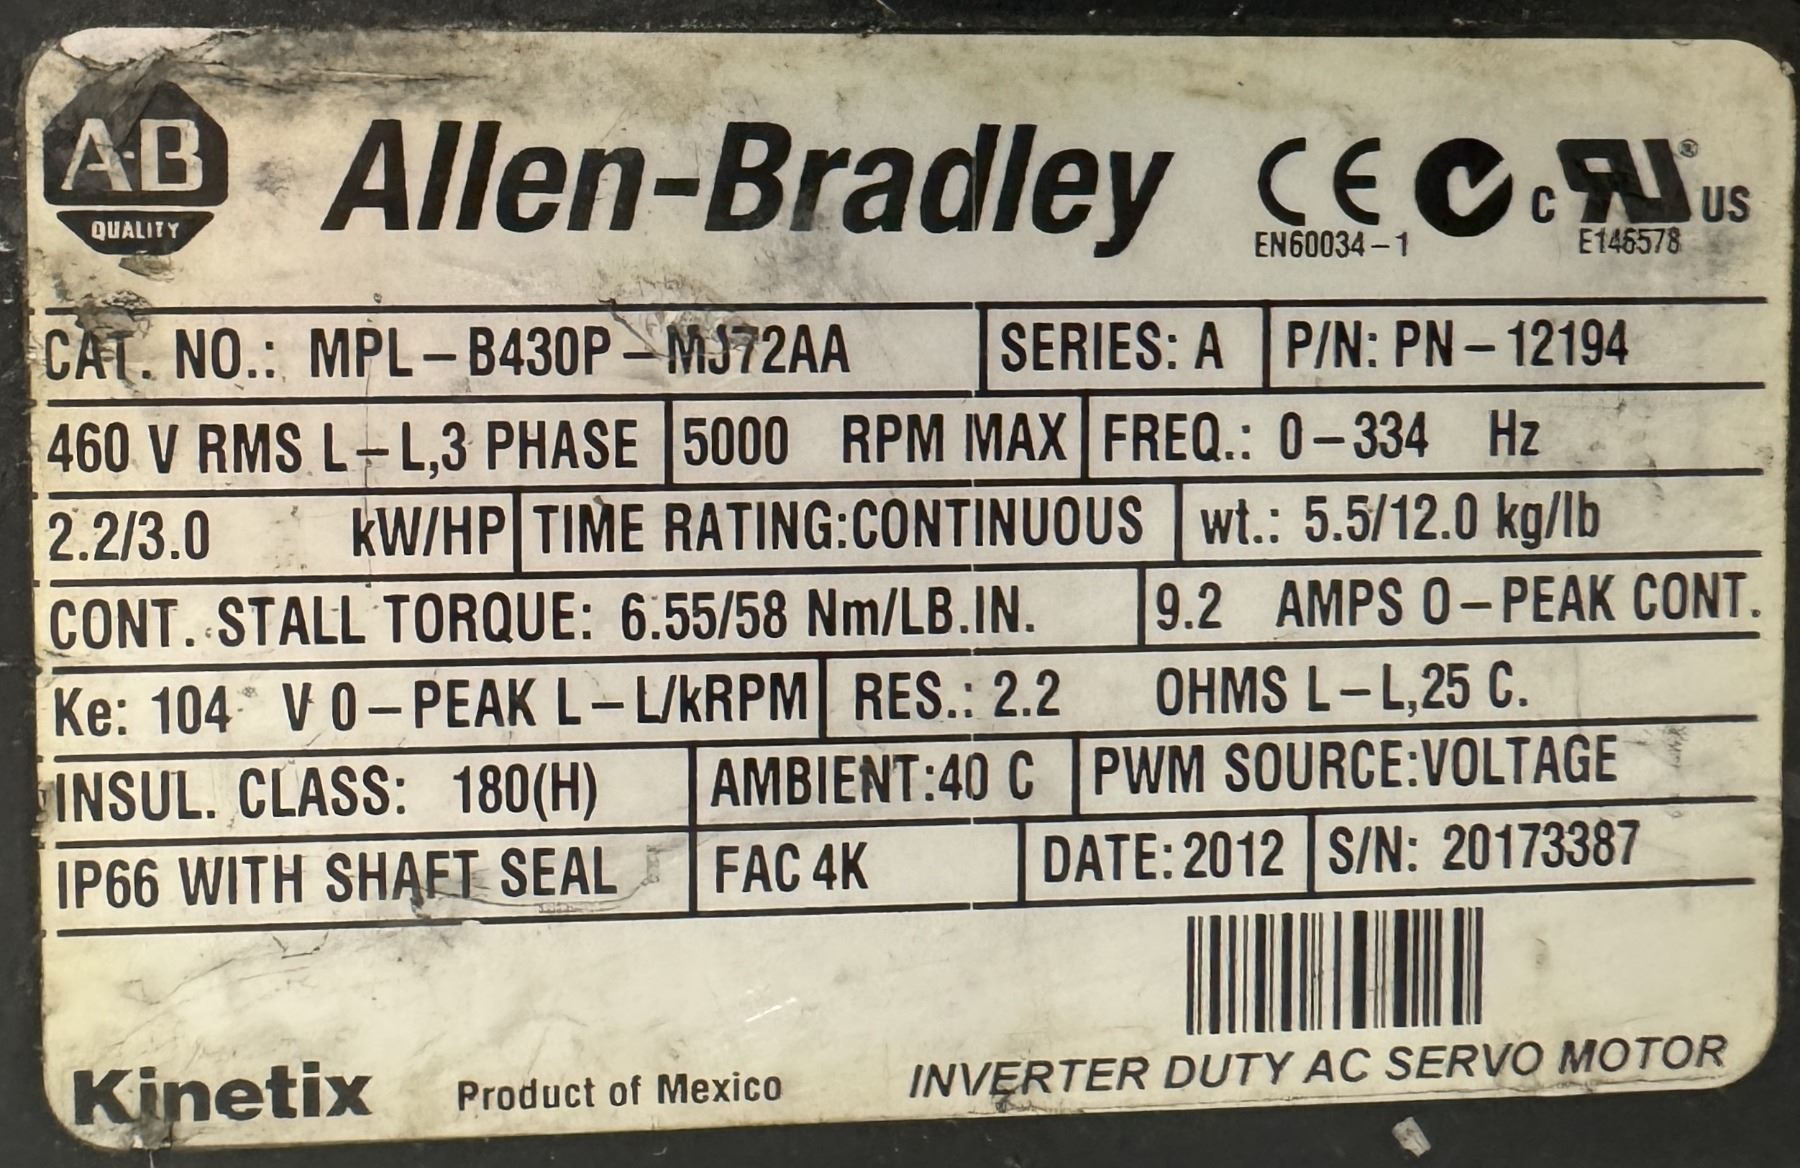 A-B
QUALITY
Allen-Bradley
CE
EN60034-1
C RU® US
E146578
CAT. NO.: MPL-B430P-MJ72AA SERIES: A P/N: PN-12194
460 V RMS L-L,3 PHASE 5000 RPM MAX FREQ.: 0-334 Hz
2.2/3.0 kW/HP TIME RATING:CONTINUOUS wt.: 5.5/12.0 kg/lb
CONT. STALL TORQUE: 6.55/58 Nm/LB.IN. 9.2 AMPS 0-PEAK CONT.
Ke: 104 V 0-PEAK L-L/kRPM RES.: 2.2 OHMS L-L,25 C.
INSUL. CLASS: 180(H) AMBIENT:40 C PWM SOURCE:VOLTAGE
IP66 WITH SHAFT SEAL FAC 4K DATE:2012 S/N: 20173387
Kinetix Product of Mexico INVERTER DUTY AC SERVO MOTOR